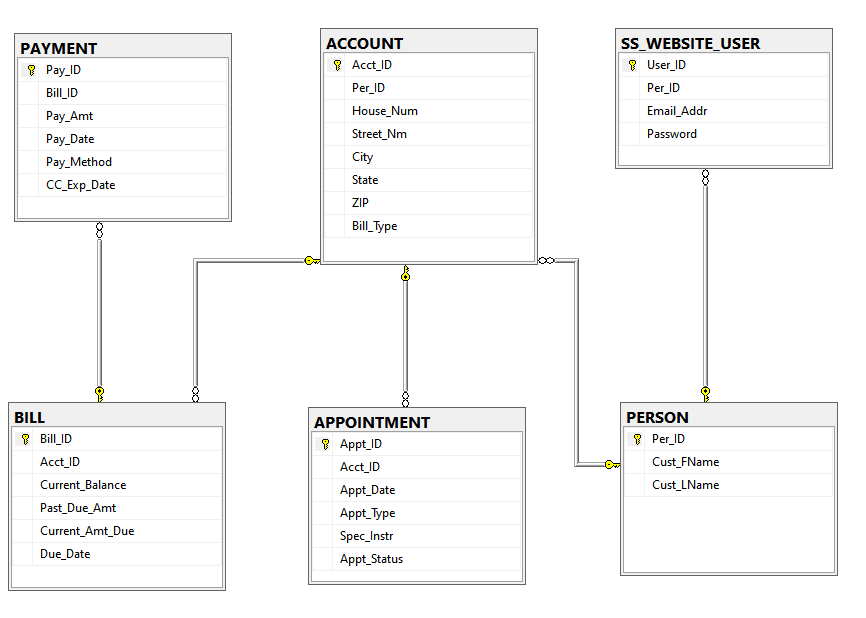 PAYMENT
Pay_ID
Bill_ID
Pay_Amt
Pay_Date
Pay_Method
CC_Exp_Date
ACCOUNT
Acct_ID
Per_ID
House_Num
Street_Nm
City
State
ZIP
Bill_Type
SS_WEBSITE_USER
User_ID
Per_ID
Email_Addr
Password
BILL
Bill_ID
Acct_ID
Current_Balance
Past_Due_Amt
Current_Amt_Due
Due_Date
APPOINTMENT
Appt_ID
Acct_ID
Appt_Date
Appt_Type
Spec_Instr
Appt_Status
PERSON
Per_ID
Cust_FName
Cust_LName